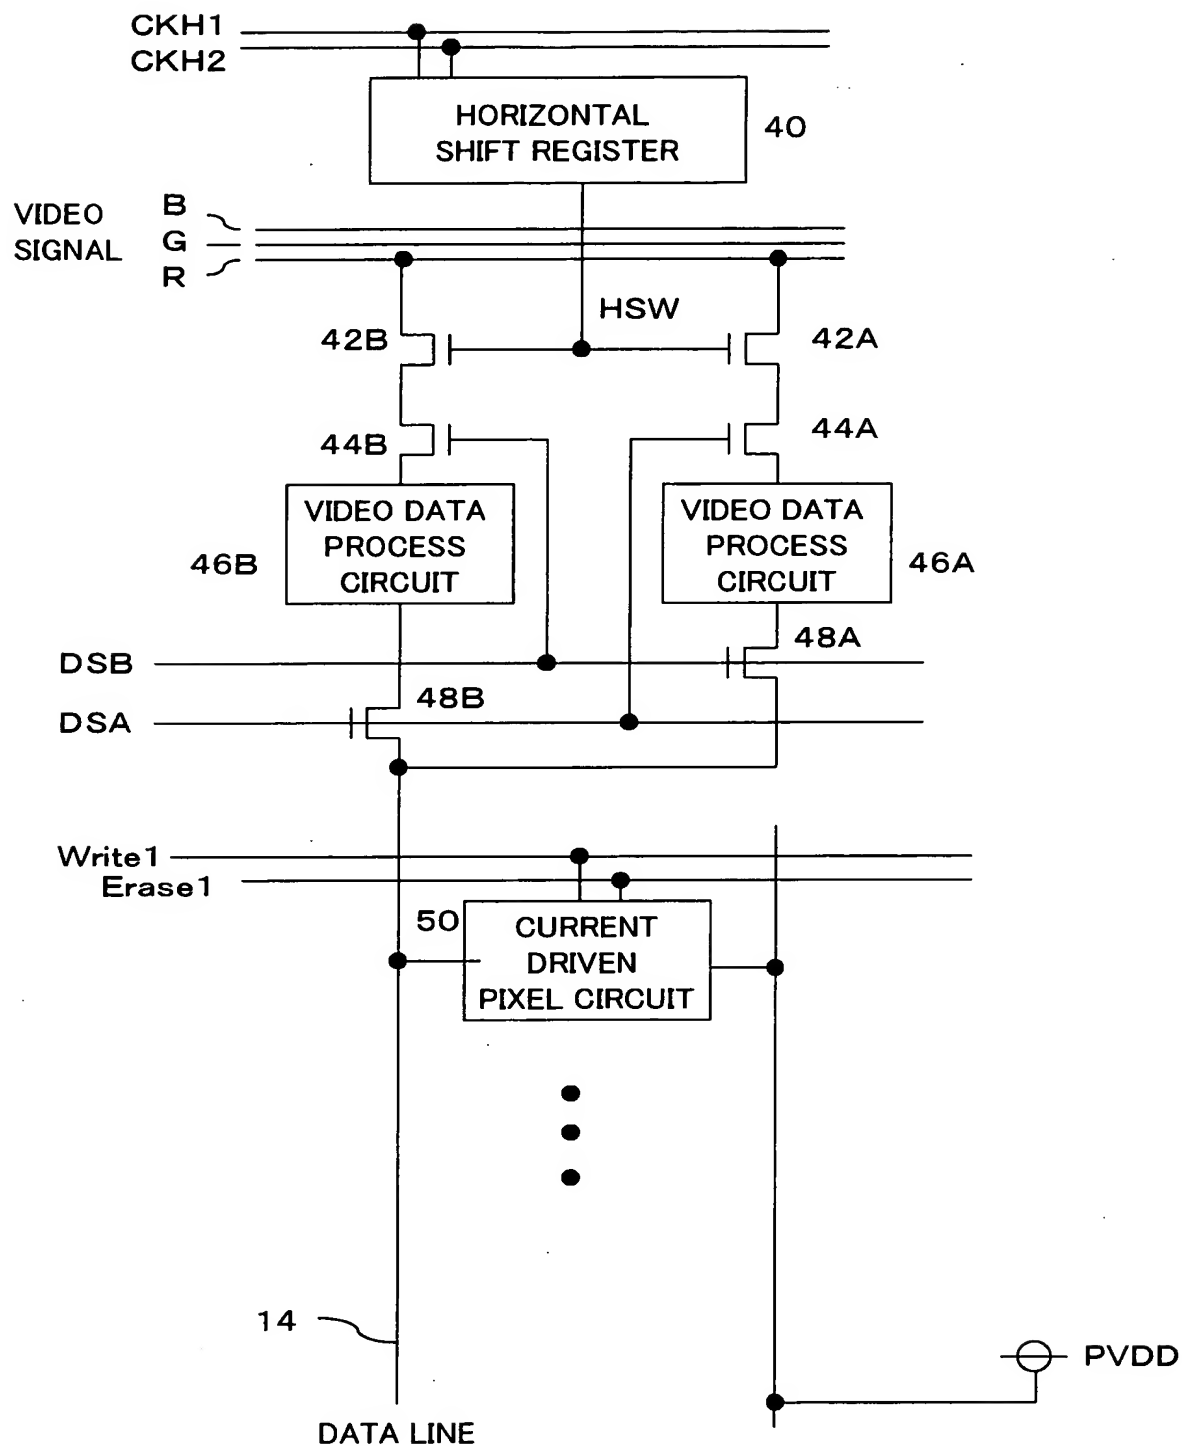 CKH1
CKH2
HORIZONTAL
SHIFT REGISTER
40
VIDEO
SIGNAL
B
G
R
HSW
42B
42A
44B
44A
VIDEO DATA
PROCESS
CIRCUIT
46B
VIDEO DATA
PROCESS
CIRCUIT
46A
48A
DSB
48B
DSA
Write1
Erase1
50
CURRENT
DRIVEN
PIXEL CIRCUIT
14
PVDD
DATA LINE